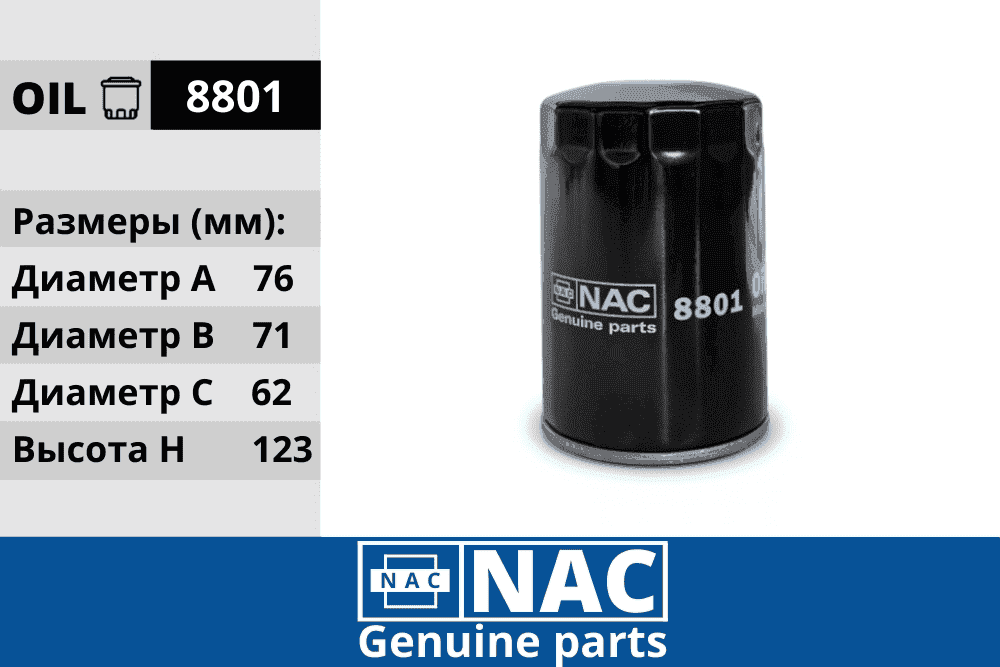 OIL 8801
Размеры (мм):
Диаметр A 76
Диаметр B 71
Диаметр C 62
Высота H 123
NAC NAC
Genuine parts
8801
NAC NAC
Genuine parts